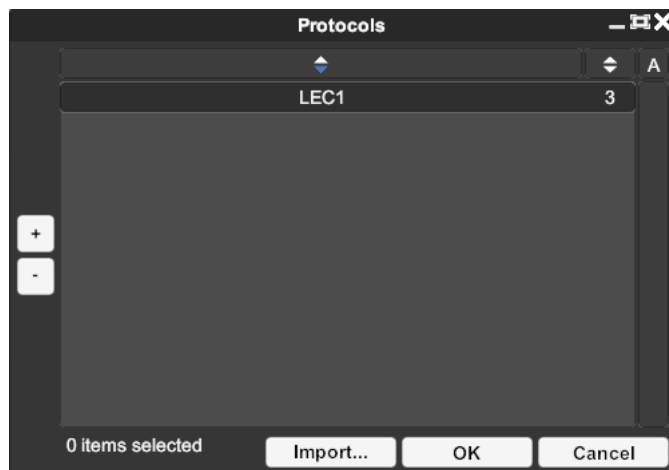 Protocols
A
LEC1 3
+
-
0 items selected
Import... OK Cancel